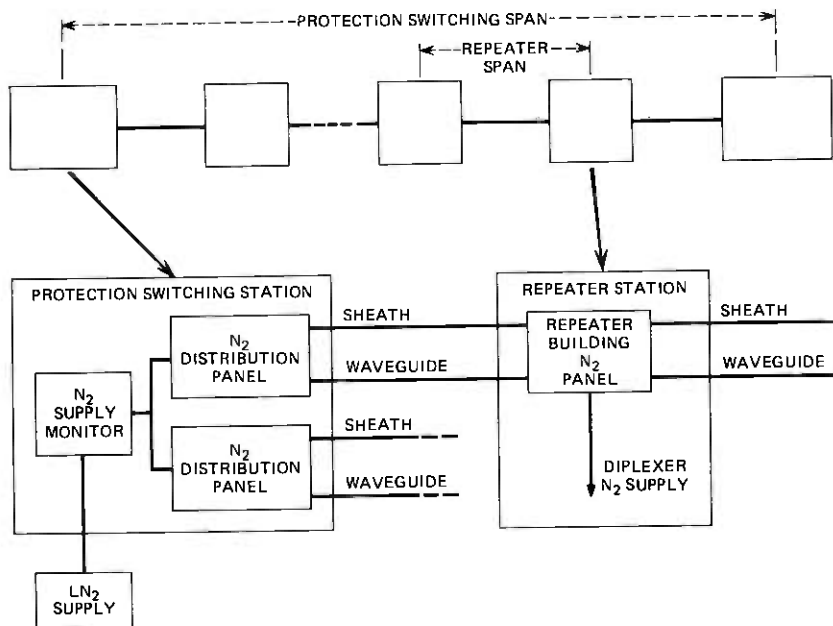 PROTECTION SWITCHING SPAN
REPEATER
SPAN
PROTECTION SWITCHING STATION
N2
DISTRIBUTION
PANEL
SHEATH
WAVEGUIDE
N2
SUPPLY
MONITOR
N2
DISTRIBUTION
PANEL
SHEATH
WAVEGUIDE
LN2
SUPPLY
REPEATER STATION
REPEATER
BUILDING
N2
PANEL
SHEATH
WAVEGUIDE
DIPLEXER
N2 SUPPLY